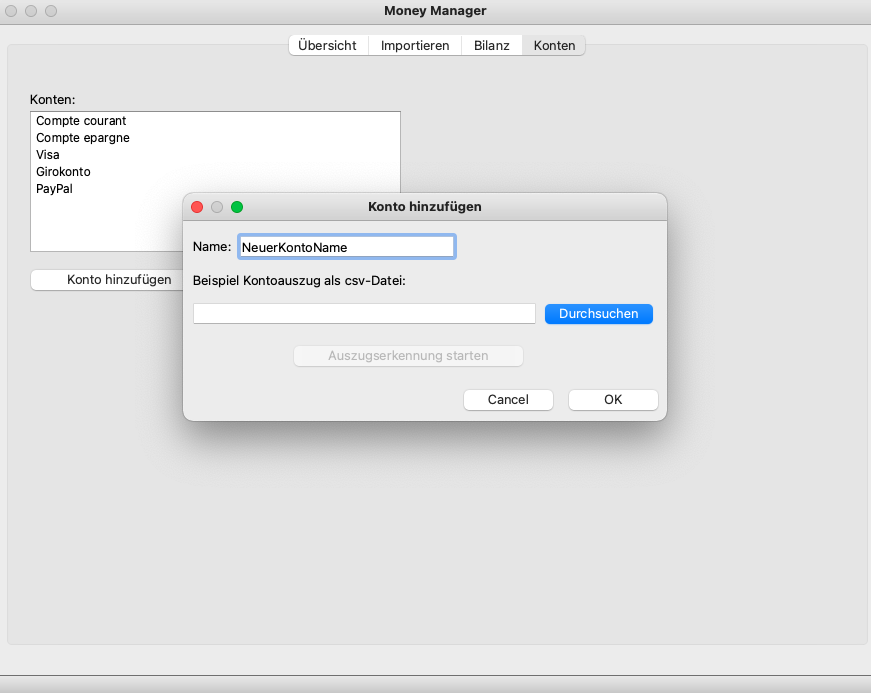 Money Manager
Übersicht Importieren Bilanz Konten
Konten:
Compte courant
Compte epargne
Visa
Girokonto
PayPal
Konto hinzufügen
Konto hinzufügen
Name: NeuerKontoName
Beispiel Kontoauszug als csv-Datei:
Durchsuchen
Auszugserkennung starten
Cancel OK